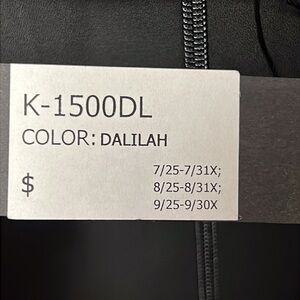 K-1500DL
COLOR: DALILAH
7/25-7/31X;
$ 8/25-8/31X;
9/25-9/30X